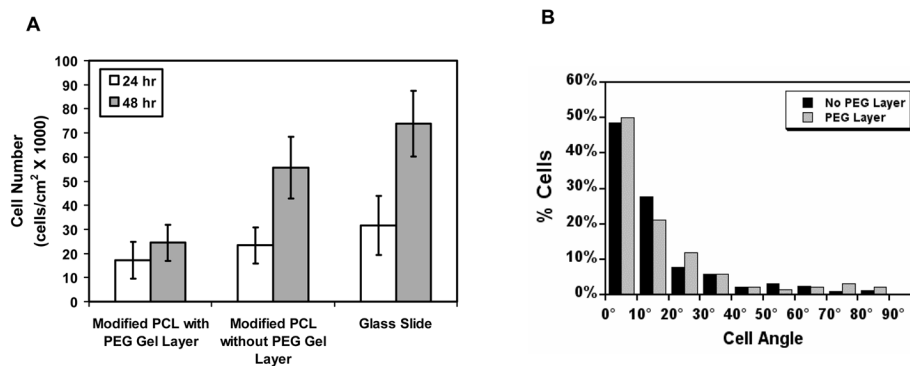 A
100
90
80
70
60
50
40
30
20
10
0
Cell Number
(cells/cm² X 1000)
24 hr
48 hr
Modified PCL with
PEG Gel Layer
Modified PCL
without PEG Gel
Layer
Glass Slide
B
60%
50%
40%
30%
20%
10%
0%
% Cells
No PEG Layer
PEG Layer
0° 10° 20° 30° 40° 50° 60° 70° 80° 90°
Cell Angle